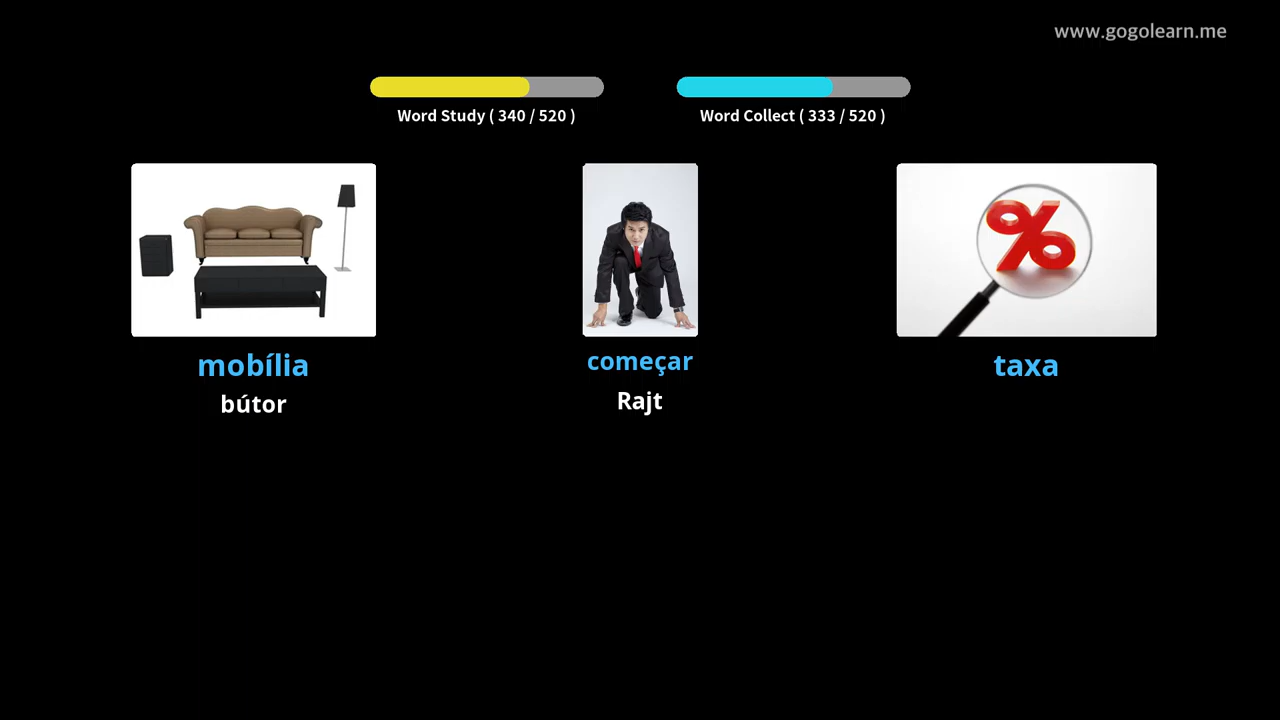 www.gogolearn.me
Word Study ( 340 / 520 )
Word Collect ( 333 / 520 )
mobília
bútor
começar
Rajt
taxa